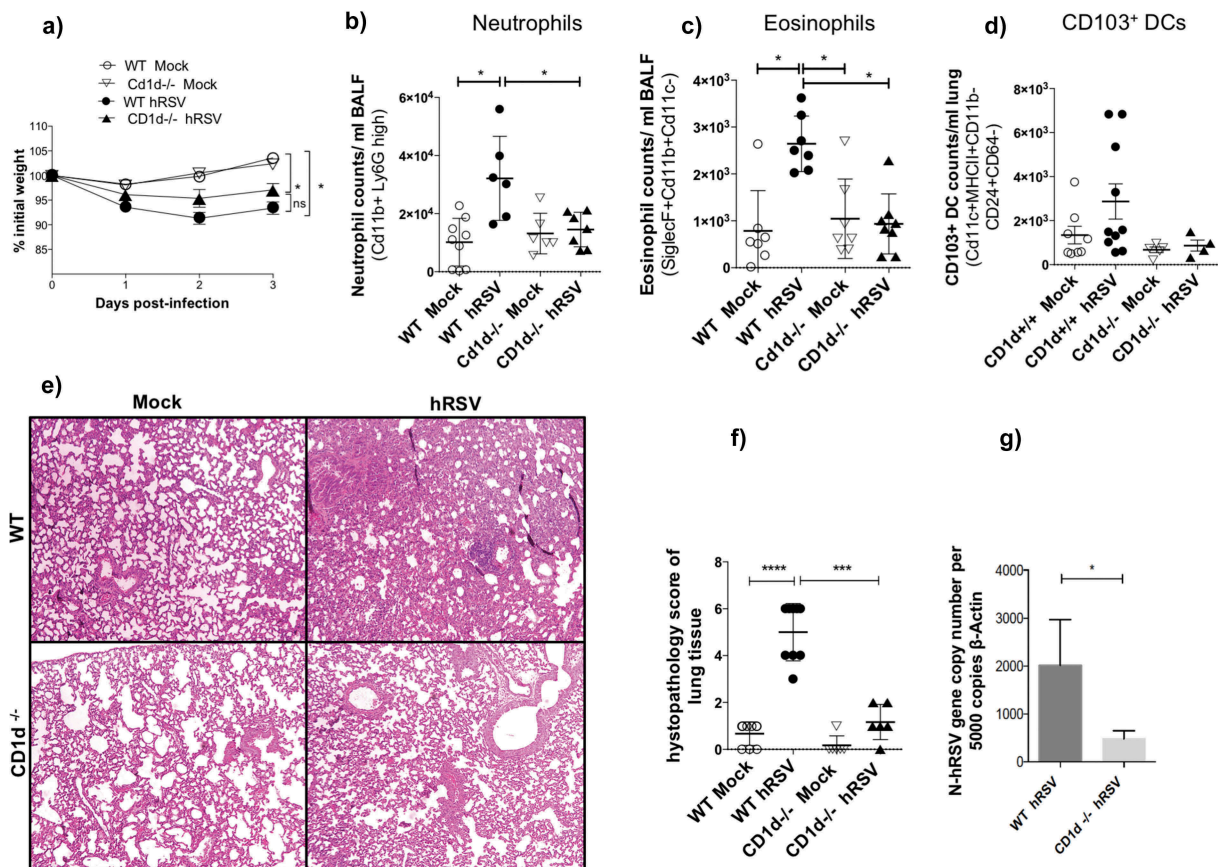 a)
WT Mock
Cd1d-/- Mock
WT hRSV
CD1d-/- hRSV
110
105
100
95
90
85
% initial weight
0
1
2
3
Days post-infection
*
ns
*
b)
Neutrophils
Neutrophil counts/ ml BALF
(Cd11b+ Ly6G high)
6×10⁴
4×10⁴
2×10⁴
0
*
*
WT Mock
WT hRSV
Cd1d-/- Mock
CD1d-/- hRSV
c)
Eosinophils
Eosinophil counts/ ml BALF
(SiglecF+Cd11b+Cd11c-)
4×10³
3×10³
2×10³
1×10³
0
*
*
*
WT Mock
WT hRSV
Cd1d-/- Mock
CD1d-/- hRSV
d)
CD103⁺ DCs
CD103+ DC counts/ml lung
(Cd11c+MHCII+CD11b-
CD24+CD64-)
8×10³
6×10³
4×10³
2×10³
0
CD1d+/+ Mock
CD1d+/+ hRSV
Cd1d-/- Mock
CD1d-/- hRSV
e)
Mock
hRSV
WT
CD1d -/-
f)
hystopathology score of
lung tissue
8
6
4
2
0
****
***
WT Mock
WT hRSV
CD1d-/- Mock
CD1d-/- hRSV
g)
N-hRSV gene copy number per
5000 copies β-Actin
4000
3000
2000
1000
0
*
WT hRSV
CD1d -/- hRSV